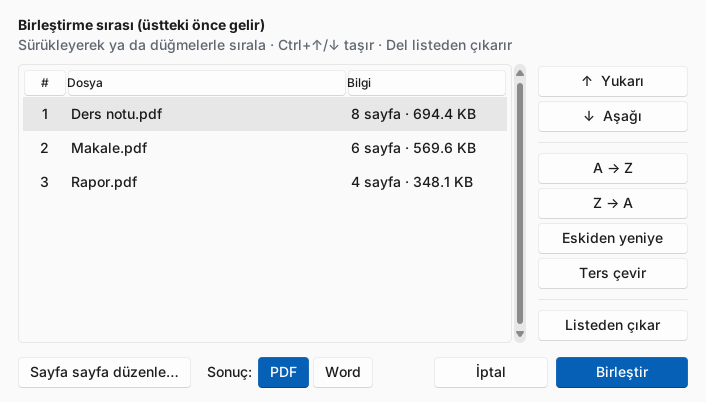 Birleştirme sırası (üstteki önce gelir)
Sürükleyerek ya da düğmelerle sırala · Ctrl+↑/↓ taşır · Del listeden çıkarır
# Dosya Bilgi
1 Ders notu.pdf 8 sayfa · 694.4 KB
2 Makale.pdf 6 sayfa · 569.6 KB
3 Rapor.pdf 4 sayfa · 348.1 KB
↑ Yukarı
↓ Aşağı
A → Z
Z → A
Eskiden yeniye
Ters çevir
Listeden çıkar
Sayfa sayfa düzenle... Sonuç: PDF Word İptal Birleştir